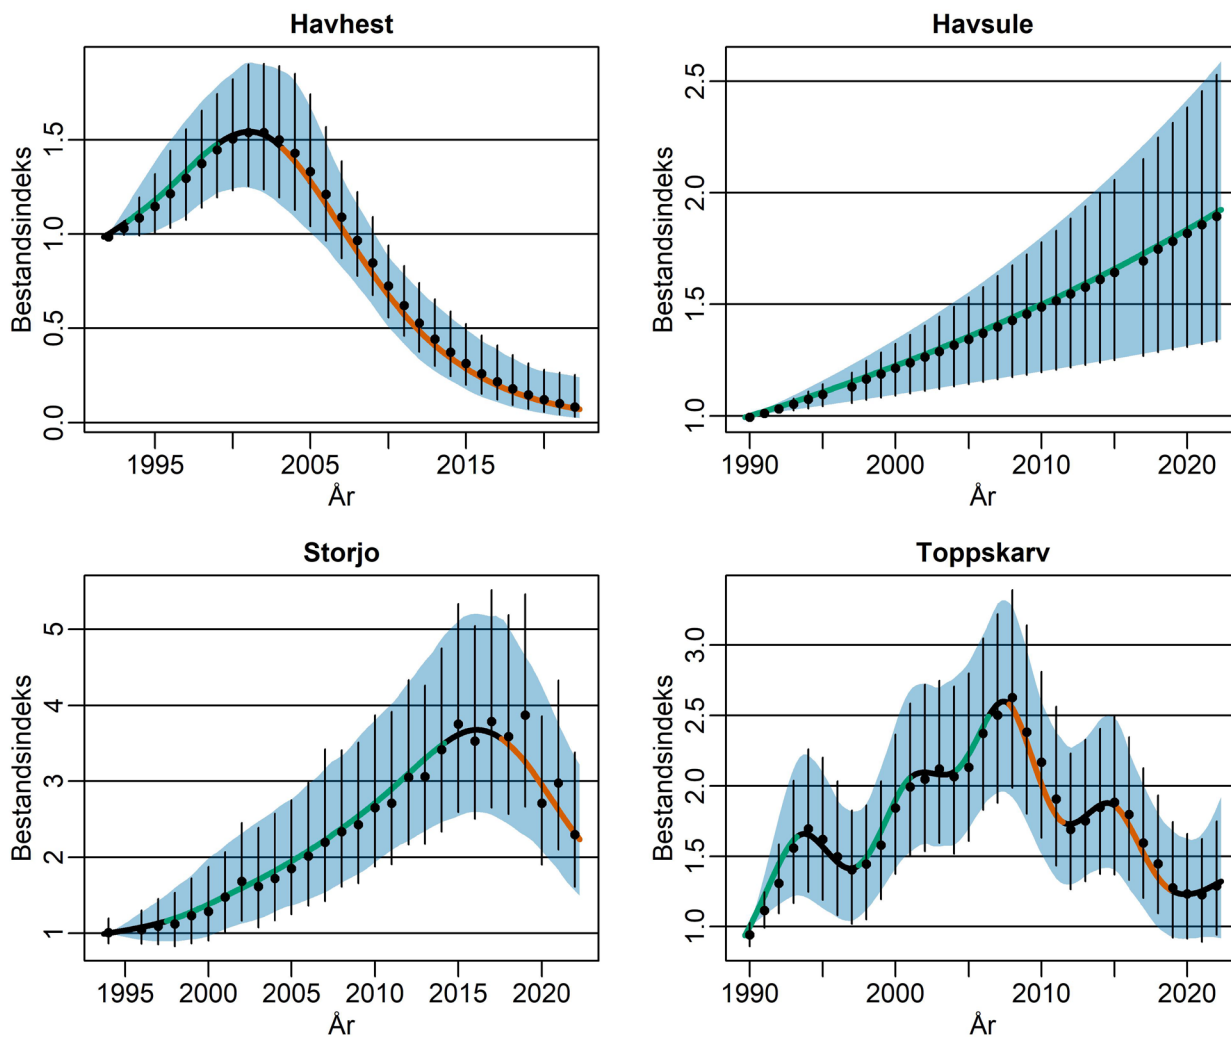 Havhest
Bestandsindeks
1.5
1.0
0.5
0.0
1995 2005 2015
År
Havsule
Bestandsindeks
2.5
2.0
1.5
1.0
1990 2000 2010 2020
År
Storjo
Bestandsindeks
5
4
3
2
1
1995 2000 2005 2010 2015 2020
År
Toppskarv
Bestandsindeks
3.0
2.5
2.0
1.5
1.0
1990 2000 2010 2020
År